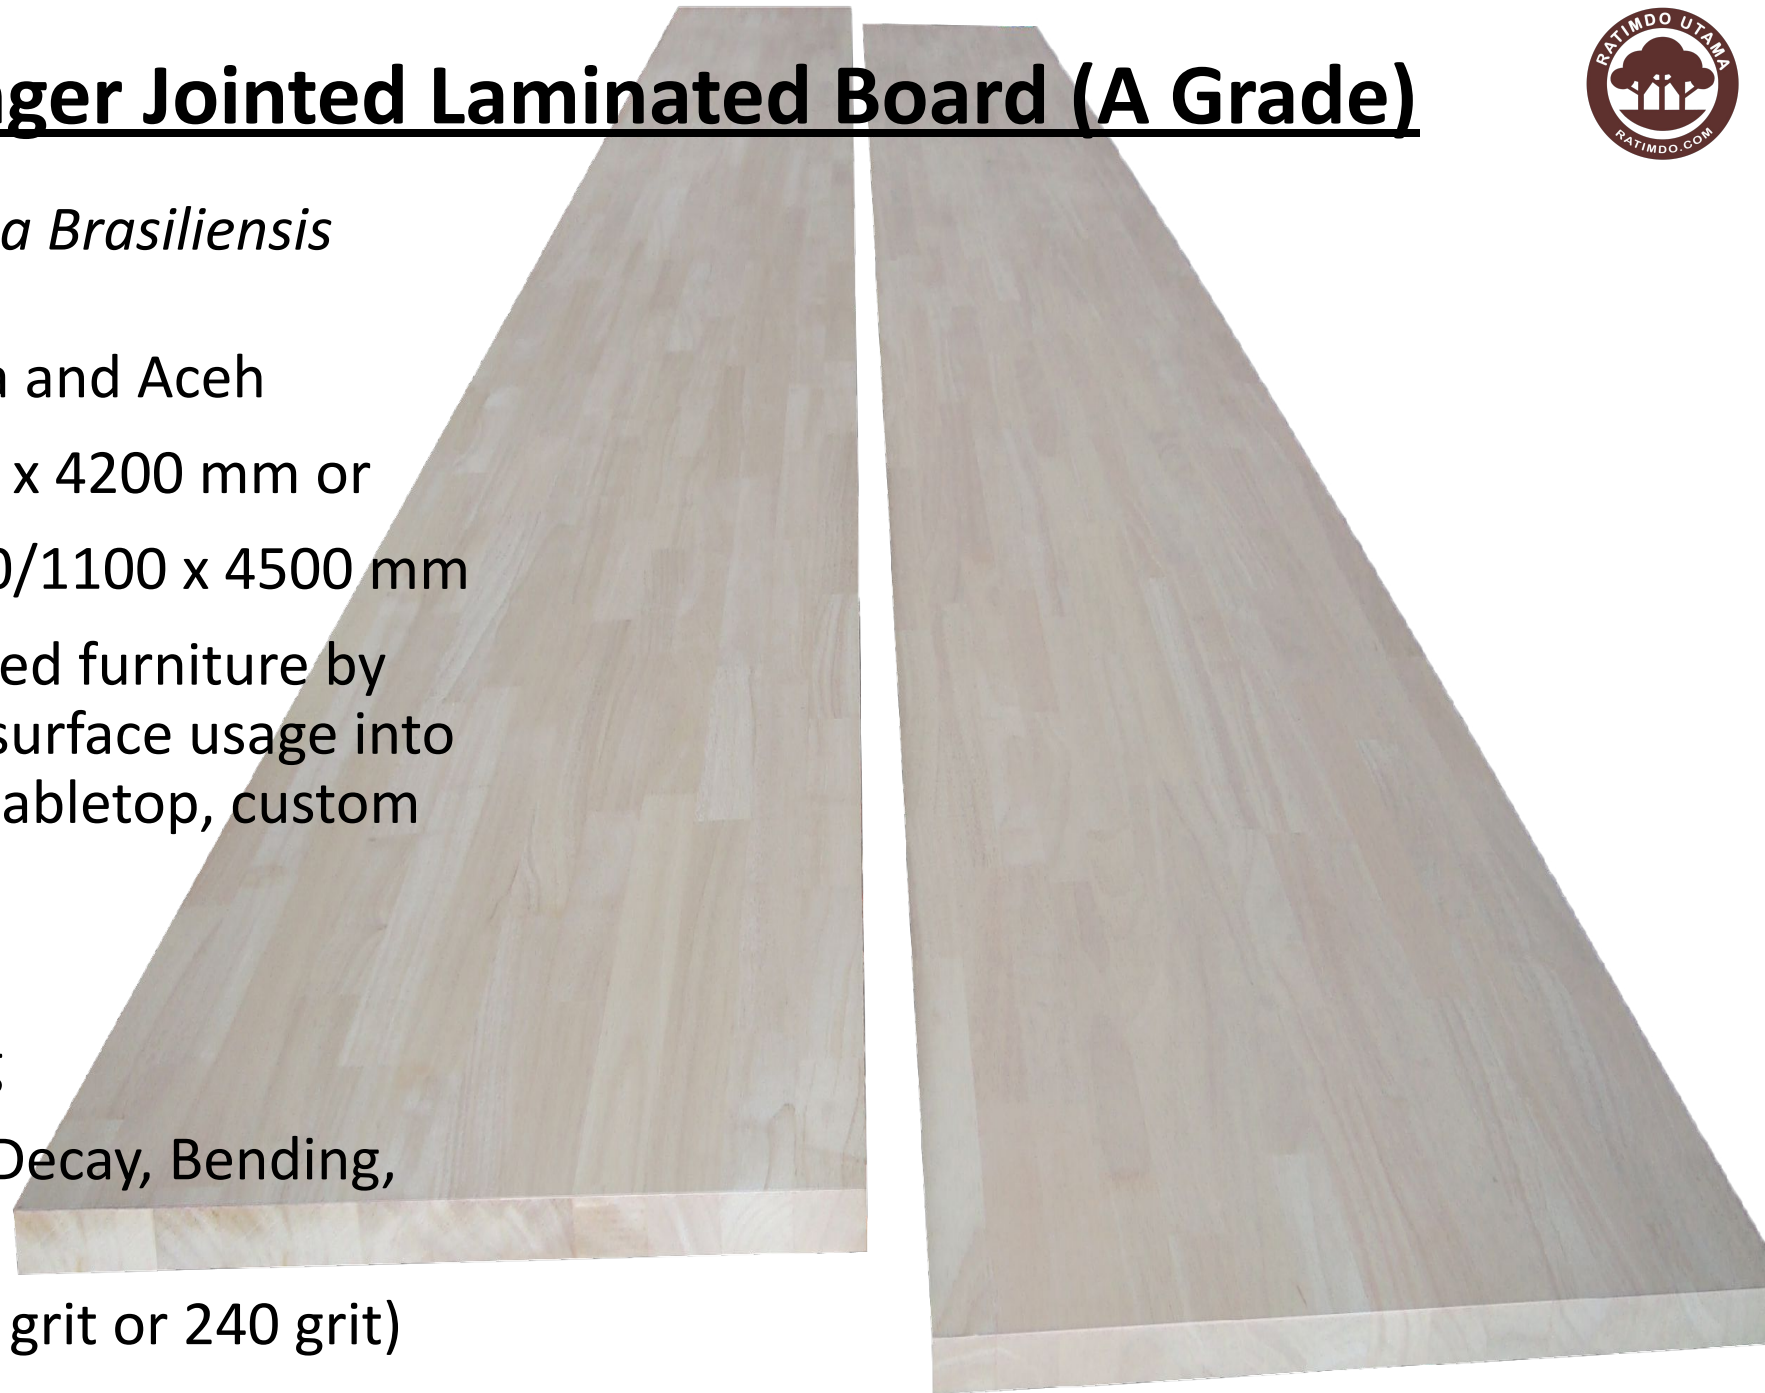 nger Jointed Laminated Board (A Grade)
RATIMDO UTAMA
RATIMDO.COM
a Brasiliensis
a and Aceh
x 4200 mm or
0/1100 x 4500 mm
ed furniture by
surface usage into
abletop, custom
g
Decay, Bending,
grit or 240 grit)